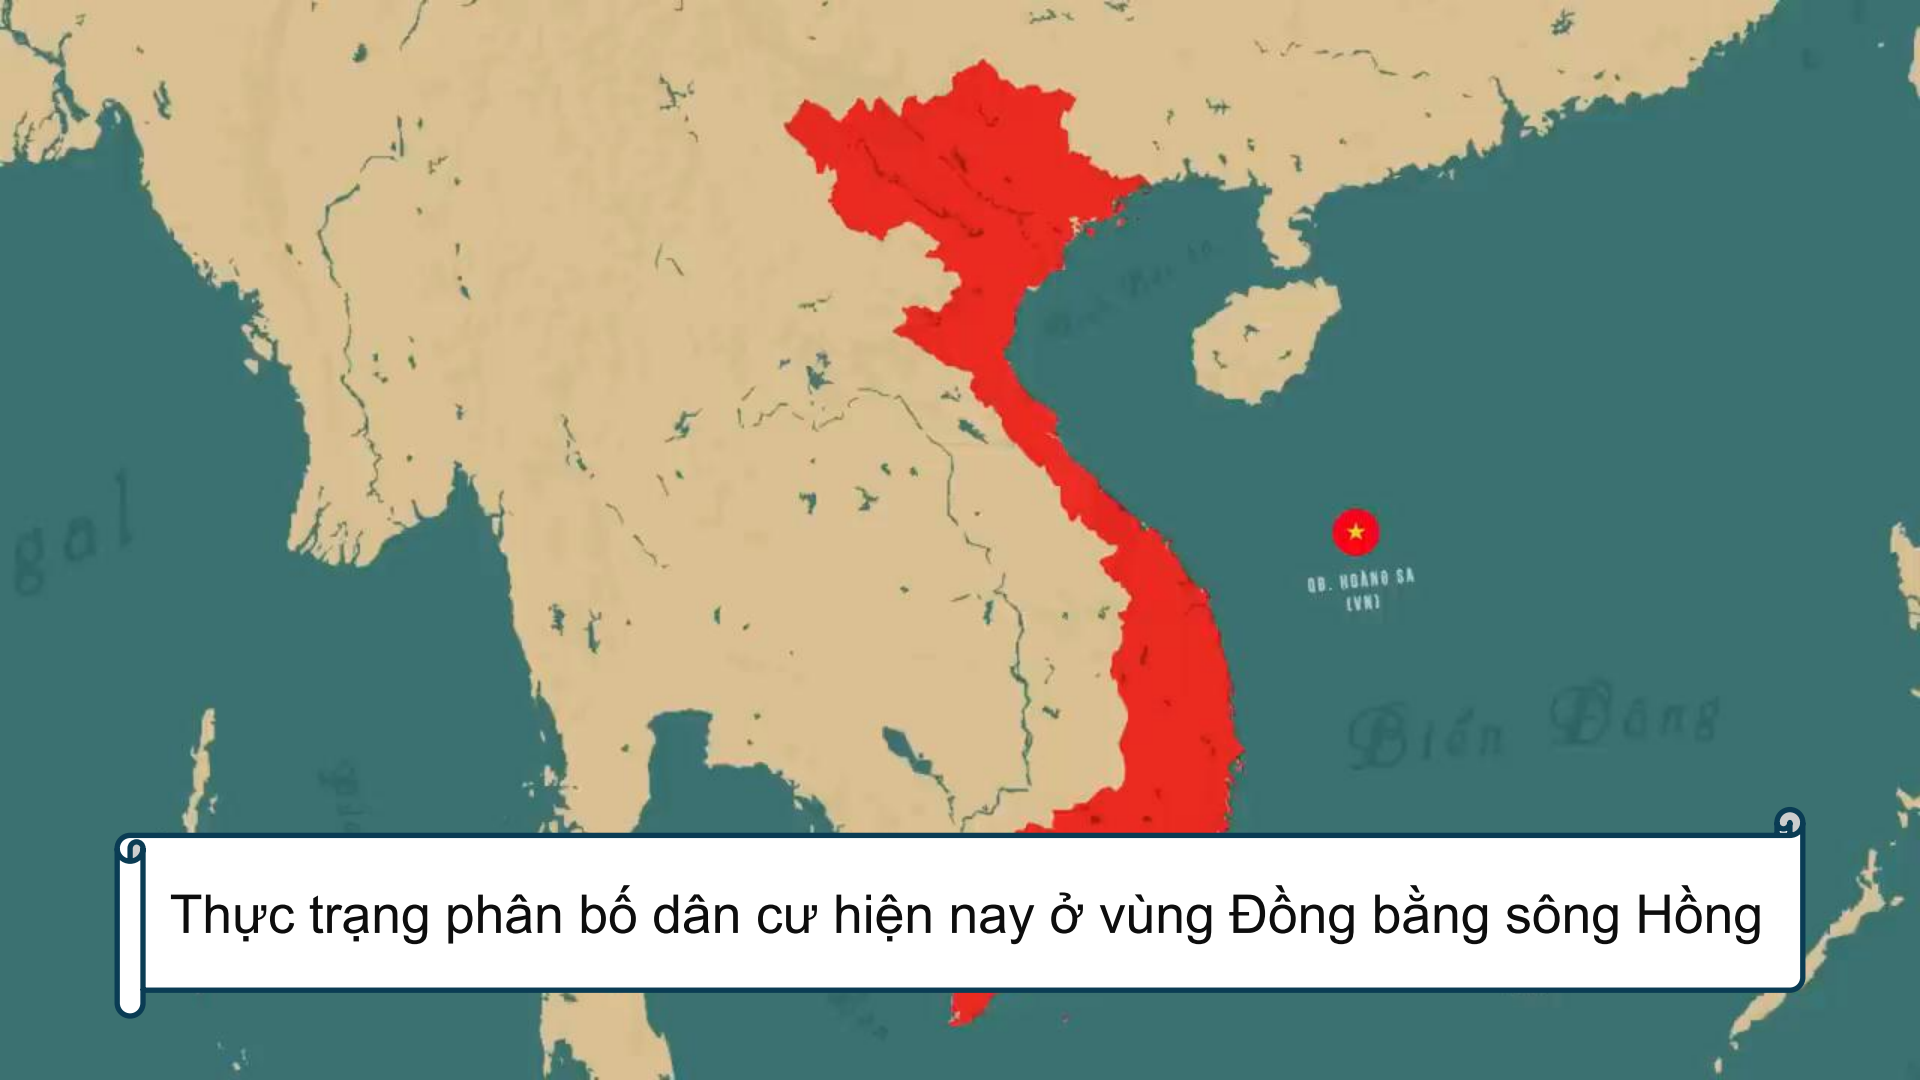 gal
QĐ. HOÀNG SA
(VN)
Biển Đông
Thực trạng phân bố dân cư hiện nay ở vùng Đồng bằng sông Hồng